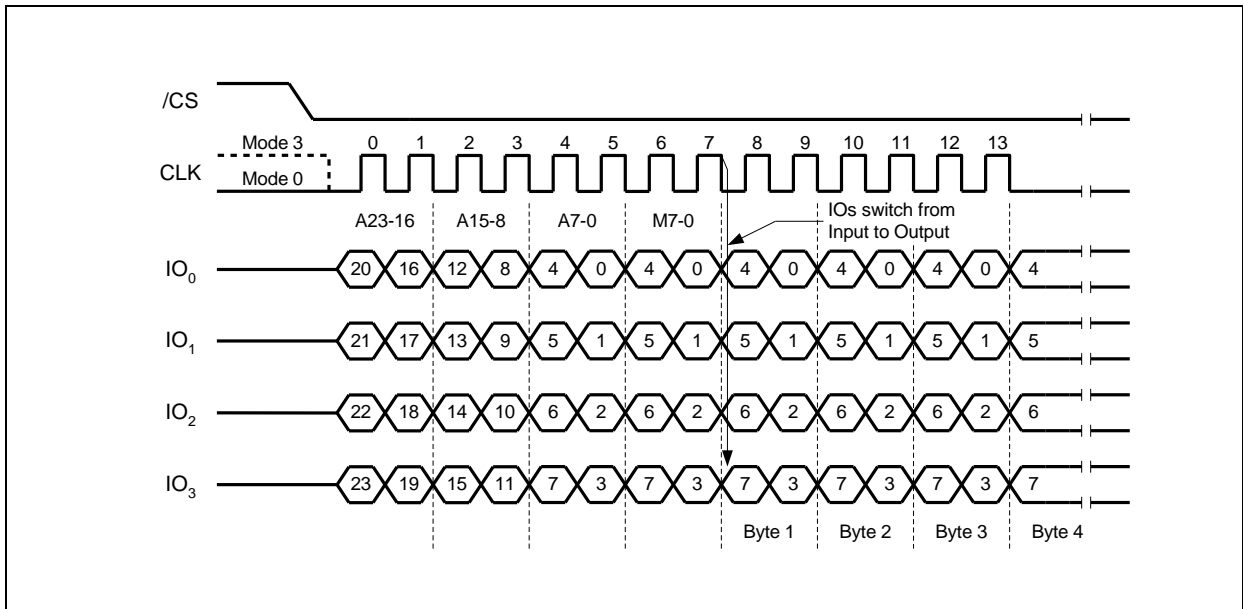 /CS
Mode 3 0 1 2 3 4 5 6 7 8 9 10 11 12 13
CLK
Mode 0
A23-16 A15-8 A7-0 M7-0 IOs switch from
Input to Output
IO0 20 16 12 8 4 0 4 0 4 0 4 0 4 0 4
IO1 21 17 13 9 5 1 5 1 5 1 5 1 5 1 5
IO2 22 18 14 10 6 2 6 2 6 2 6 2 6 2 6
IO3 23 19 15 11 7 3 7 3 7 3 7 3 7 3 7
Byte 1 Byte 2 Byte 3 Byte 4